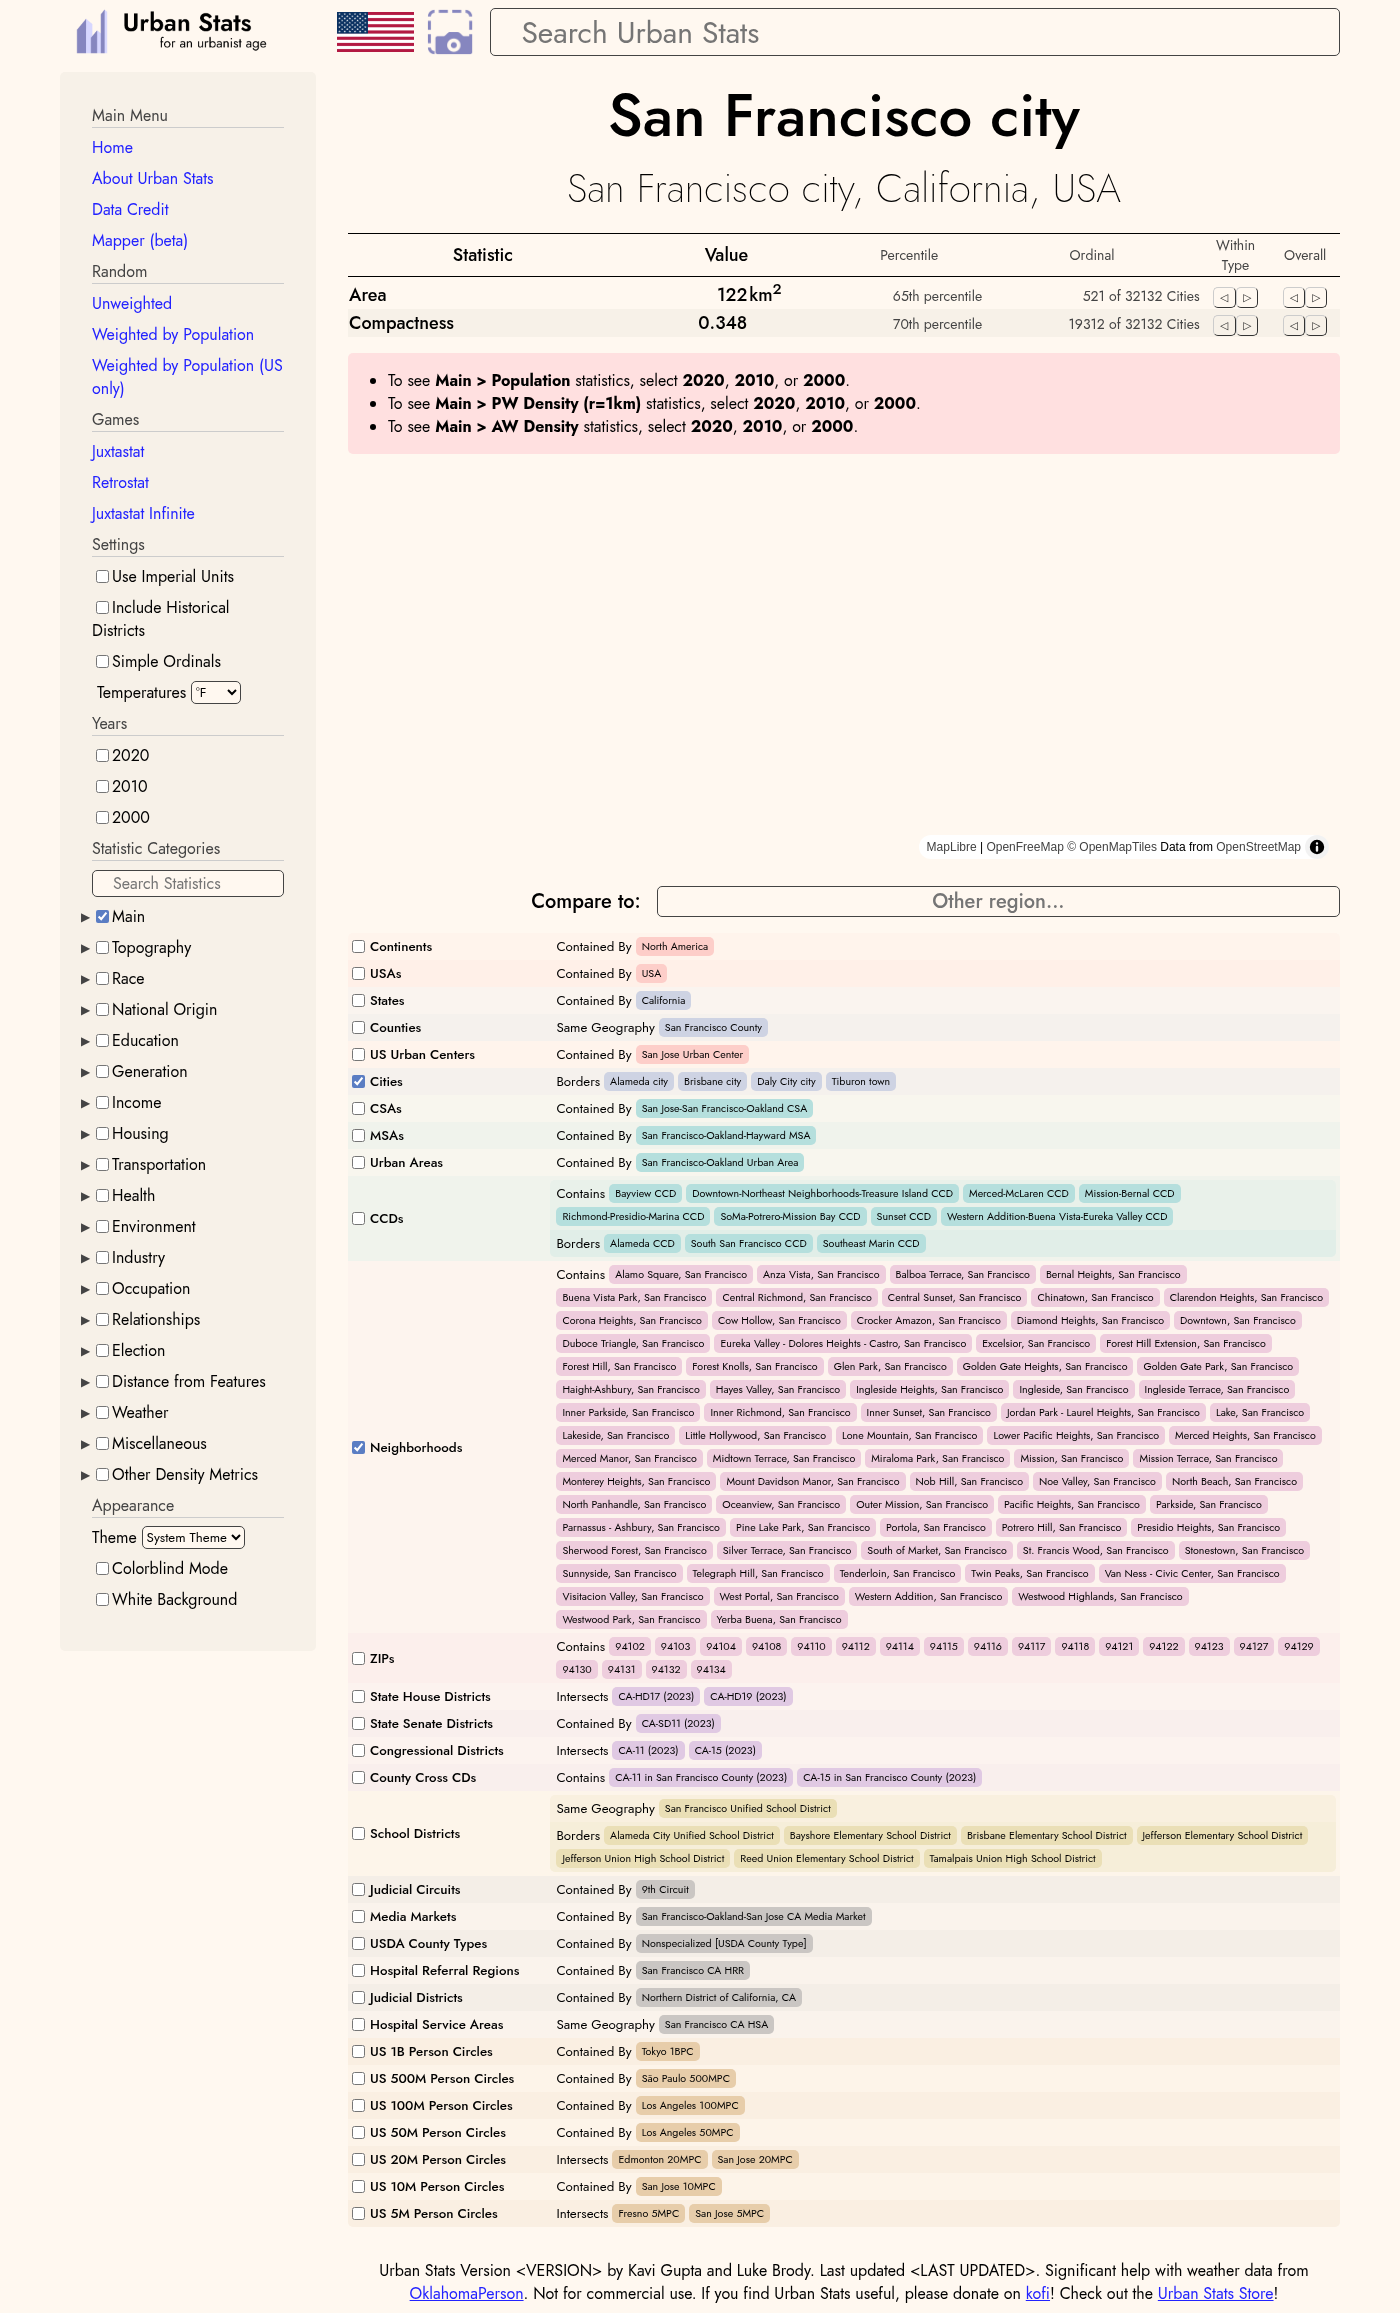 Urban Stats
for an urbanist age
Search Urban Stats
Main Menu
Home
About Urban Stats
Data Credit
Mapper (beta)
Random
Unweighted
Weighted by Population
Weighted by Population (US
only)
Games
Juxtastat
Retrostat
Juxtastat Infinite
Settings
Use Imperial Units
Include Historical
Districts
Simple Ordinals
Temperatures °F
Years
2020
2010
2000
Statistic Categories
Search Statistics
Main
Topography
Race
National Origin
Education
Generation
Income
Housing
Transportation
Health
Environment
Industry
Occupation
Relationships
Election
Distance from Features
Weather
Miscellaneous
Other Density Metrics
Appearance
Theme System Theme
Colorblind Mode
White Background
San Francisco city
San Francisco city, California, USA
Statistic Value Percentile Ordinal Within Type Overall
Area 122 km² 65th percentile 521 of 32132 Cities
Compactness 0.348 70th percentile 19312 of 32132 Cities
To see Main > Population statistics, select 2020, 2010, or 2000.
To see Main > PW Density (r=1km) statistics, select 2020, 2010, or 2000.
To see Main > AW Density statistics, select 2020, 2010, or 2000.
MapLibre | OpenFreeMap © OpenMapTiles Data from OpenStreetMap
Compare to: Other region...
Continents Contained By North America
USAs Contained By USA
States Contained By California
Counties Same Geography San Francisco County
US Urban Centers Contained By San Jose Urban Center
Cities Borders Alameda city Brisbane city Daly City city Tiburon town
CSAs Contained By San Jose-San Francisco-Oakland CSA
MSAs Contained By San Francisco-Oakland-Hayward MSA
Urban Areas Contained By San Francisco-Oakland Urban Area
CCDs
Contains Bayview CCD Downtown-Northeast Neighborhoods-Treasure Island CCD Merced-McLaren CCD Mission-Bernal CCD
Richmond-Presidio-Marina CCD SoMa-Potrero-Mission Bay CCD Sunset CCD Western Addition-Buena Vista-Eureka Valley CCD
Borders Alameda CCD South San Francisco CCD Southeast Marin CCD
Neighborhoods
Contains Alamo Square, San Francisco Anza Vista, San Francisco Balboa Terrace, San Francisco Bernal Heights, San Francisco
Buena Vista Park, San Francisco Central Richmond, San Francisco Central Sunset, San Francisco Chinatown, San Francisco Clarendon Heights, San Francisco
Corona Heights, San Francisco Cow Hollow, San Francisco Crocker Amazon, San Francisco Diamond Heights, San Francisco Downtown, San Francisco
Duboce Triangle, San Francisco Eureka Valley - Dolores Heights - Castro, San Francisco Excelsior, San Francisco Forest Hill Extension, San Francisco
Forest Hill, San Francisco Forest Knolls, San Francisco Glen Park, San Francisco Golden Gate Heights, San Francisco Golden Gate Park, San Francisco
Haight-Ashbury, San Francisco Hayes Valley, San Francisco Ingleside Heights, San Francisco Ingleside, San Francisco Ingleside Terrace, San Francisco
Inner Parkside, San Francisco Inner Richmond, San Francisco Inner Sunset, San Francisco Jordan Park - Laurel Heights, San Francisco Lake, San Francisco
Lakeside, San Francisco Little Hollywood, San Francisco Lone Mountain, San Francisco Lower Pacific Heights, San Francisco Merced Heights, San Francisco
Merced Manor, San Francisco Midtown Terrace, San Francisco Miraloma Park, San Francisco Mission, San Francisco Mission Terrace, San Francisco
Monterey Heights, San Francisco Mount Davidson Manor, San Francisco Nob Hill, San Francisco Noe Valley, San Francisco North Beach, San Francisco
North Panhandle, San Francisco Oceanview, San Francisco Outer Mission, San Francisco Pacific Heights, San Francisco Parkside, San Francisco
Parnassus - Ashbury, San Francisco Pine Lake Park, San Francisco Portola, San Francisco Potrero Hill, San Francisco Presidio Heights, San Francisco
Sherwood Forest, San Francisco Silver Terrace, San Francisco South of Market, San Francisco St. Francis Wood, San Francisco Stonestown, San Francisco
Sunnyside, San Francisco Telegraph Hill, San Francisco Tenderloin, San Francisco Twin Peaks, San Francisco Van Ness - Civic Center, San Francisco
Visitacion Valley, San Francisco West Portal, San Francisco Western Addition, San Francisco Westwood Highlands, San Francisco
Westwood Park, San Francisco Yerba Buena, San Francisco
ZIPs
Contains 94102 94103 94104 94108 94110 94112 94114 94115 94116 94117 94118 94121 94122 94123 94127 94129
94130 94131 94132 94134
State House Districts Intersects CA-HD17 (2023) CA-HD19 (2023)
State Senate Districts Contained By CA-SD11 (2023)
Congressional Districts Intersects CA-11 (2023) CA-15 (2023)
County Cross CDs Contains CA-11 in San Francisco County (2023) CA-15 in San Francisco County (2023)
School Districts
Same Geography San Francisco Unified School District
Borders Alameda City Unified School District Bayshore Elementary School District Brisbane Elementary School District Jefferson Elementary School District
Jefferson Union High School District Reed Union Elementary School District Tamalpais Union High School District
Judicial Circuits Contained By 9th Circuit
Media Markets Contained By San Francisco-Oakland-San Jose CA Media Market
USDA County Types Contained By Nonspecialized [USDA County Type]
Hospital Referral Regions Contained By San Francisco CA HRR
Judicial Districts Contained By Northern District of California, CA
Hospital Service Areas Same Geography San Francisco CA HSA
US 1B Person Circles Contained By Tokyo 1BPC
US 500M Person Circles Contained By São Paulo 500MPC
US 100M Person Circles Contained By Los Angeles 100MPC
US 50M Person Circles Contained By Los Angeles 50MPC
US 20M Person Circles Intersects Edmonton 20MPC San Jose 20MPC
US 10M Person Circles Contained By San Jose 10MPC
US 5M Person Circles Intersects Fresno 5MPC San Jose 5MPC
Urban Stats Version <VERSION> by Kavi Gupta and Luke Brody. Last updated <LAST UPDATED>. Significant help with weather data from
OklahomaPerson. Not for commercial use. If you find Urban Stats useful, please donate on kofi! Check out the Urban Stats Store!